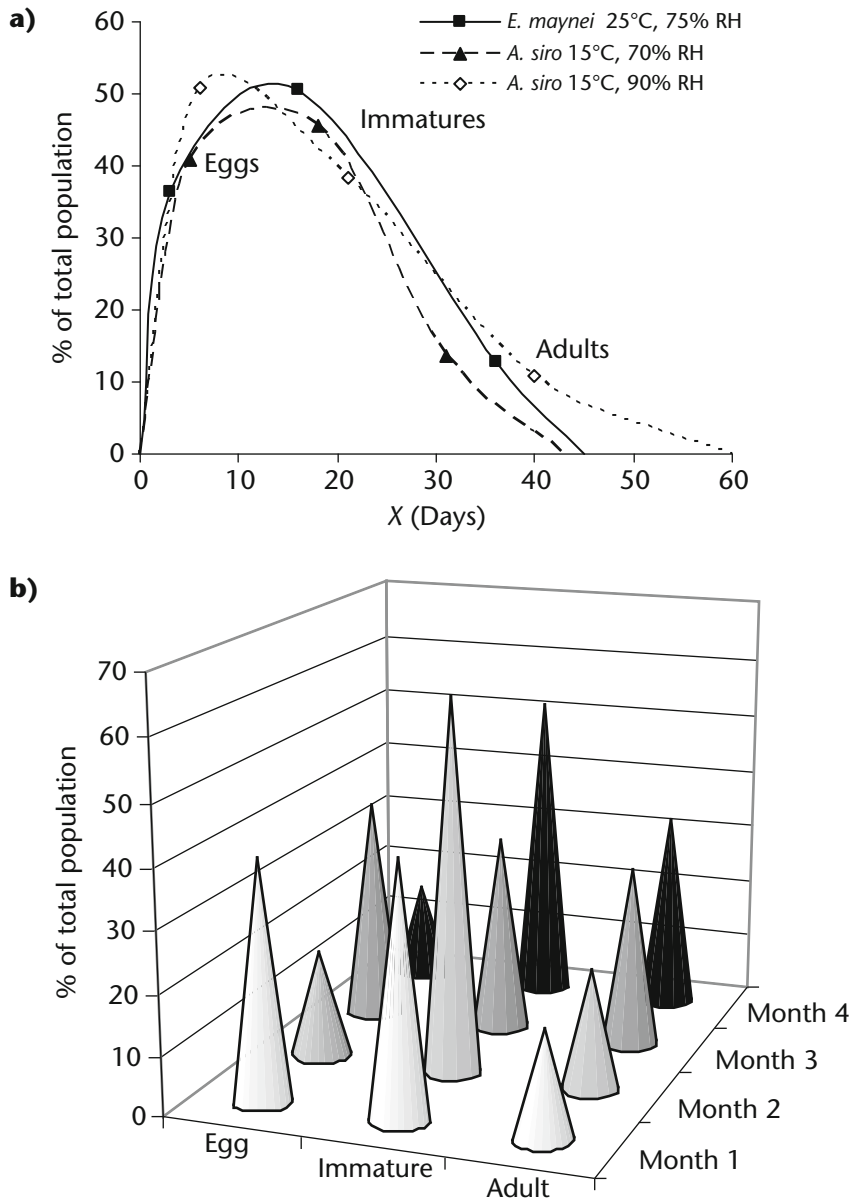 a)
60
50
40
30
20
10
0
% of total population
E. maynei 25°C, 75% RH
A. siro 15°C, 70% RH
A. siro 15°C, 90% RH
Immatures
Eggs
Adults
0 10 20 30 40 50 60
X (Days)
b)
70
60
50
40
30
20
10
0
% of total population
Egg
Immature
Adult
Month 4
Month 3
Month 2
Month 1